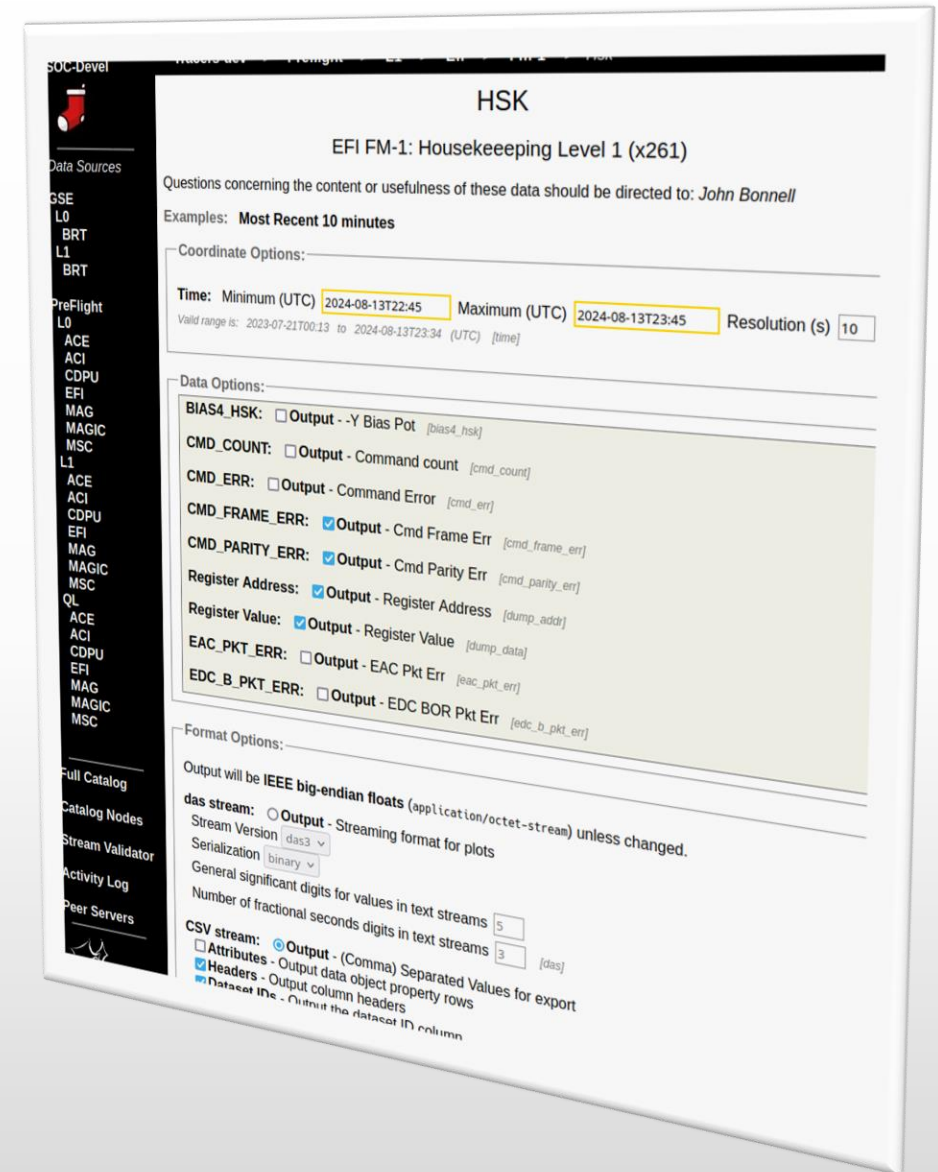 SOC-Devel
Data Sources
GSE
L0
BRT
L1
BRT
PreFlight
L0
ACE
ACI
CDPU
EFI
MAG
MAGIC
MSC
L1
ACE
ACI
CDPU
EFI
MAG
MAGIC
MSC
QL
ACE
ACI
CDPU
EFI
MAG
MAGIC
MSC
Full Catalog
Catalog Nodes
Stream Validator
Activity Log
Peer Servers
HSK
EFI FM-1: Housekeeeping Level 1 (x261)
Questions concerning the content or usefulness of these data should be directed to: John Bonnell
Examples: Most Recent 10 minutes
Coordinate Options:
Time: Minimum (UTC) 2024-08-13T22:45 Maximum (UTC) 2024-08-13T23:45 Resolution (s) 10
Vaild range is: 2023-07-21T00:13 to 2024-08-13T23:34 (UTC) [time]
Data Options:
BIAS4_HSK: Output - -Y Bias Pot [bias4_hsk]
CMD_COUNT: Output - Command count [cmd_count]
CMD_ERR: Output - Command Error [cmd_err]
CMD_FRAME_ERR: Output - Cmd Frame Err [cmd_frame_err]
CMD_PARITY_ERR: Output - Cmd Parity Err [cmd_parity_err]
Register Address: Output - Register Address [dump_addr]
Register Value: Output - Register Value [dump_data]
EAC_PKT_ERR: Output - EAC Pkt Err [eac_pkt_err]
EDC_B_PKT_ERR: Output - EDC BOR Pkt Err [edc_b_pkt_err]
Format Options:
Output will be IEEE big-endian floats (application/octet-stream) unless changed.
das stream: Output - Streaming format for plots
Stream Version das3
Serialization binary
General significant digits for values in text streams 5
Number of fractional seconds digits in text streams 3 [das]
CSV stream: Output - (Comma) Separated Values for export
Attributes - Output data object property rows
Headers - Output column headers
Dataset IDs - Output the dataset ID column